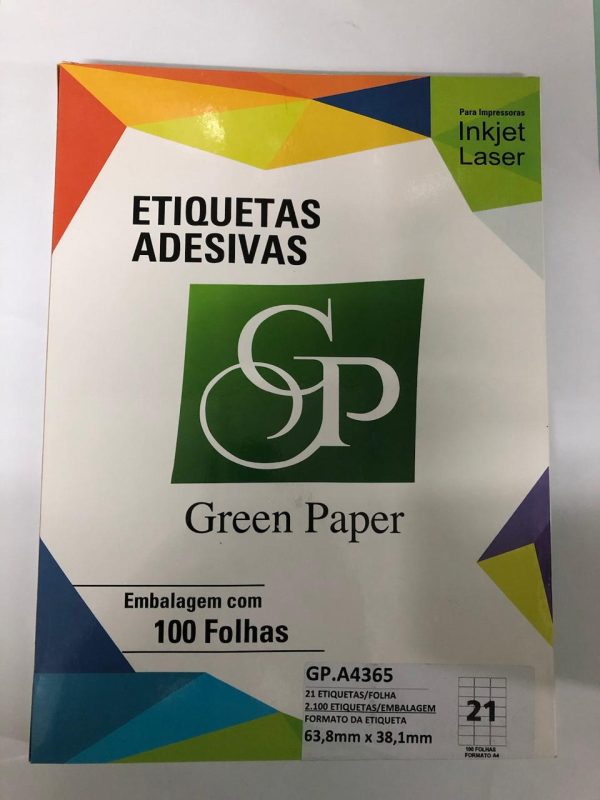 Para Impressoras
Inkjet
Laser
ETIQUETAS
ADESIVAS
GP
Green Paper
Embalagem com
100 Folhas
GP.A4365
21 ETIQUETAS/FOLHA
2.100 ETIQUETAS/EMBALAGEM
FORMATO DA ETIQUETA
63,8mm x 38,1mm
21
100 FOLHAS
FORMATO A4